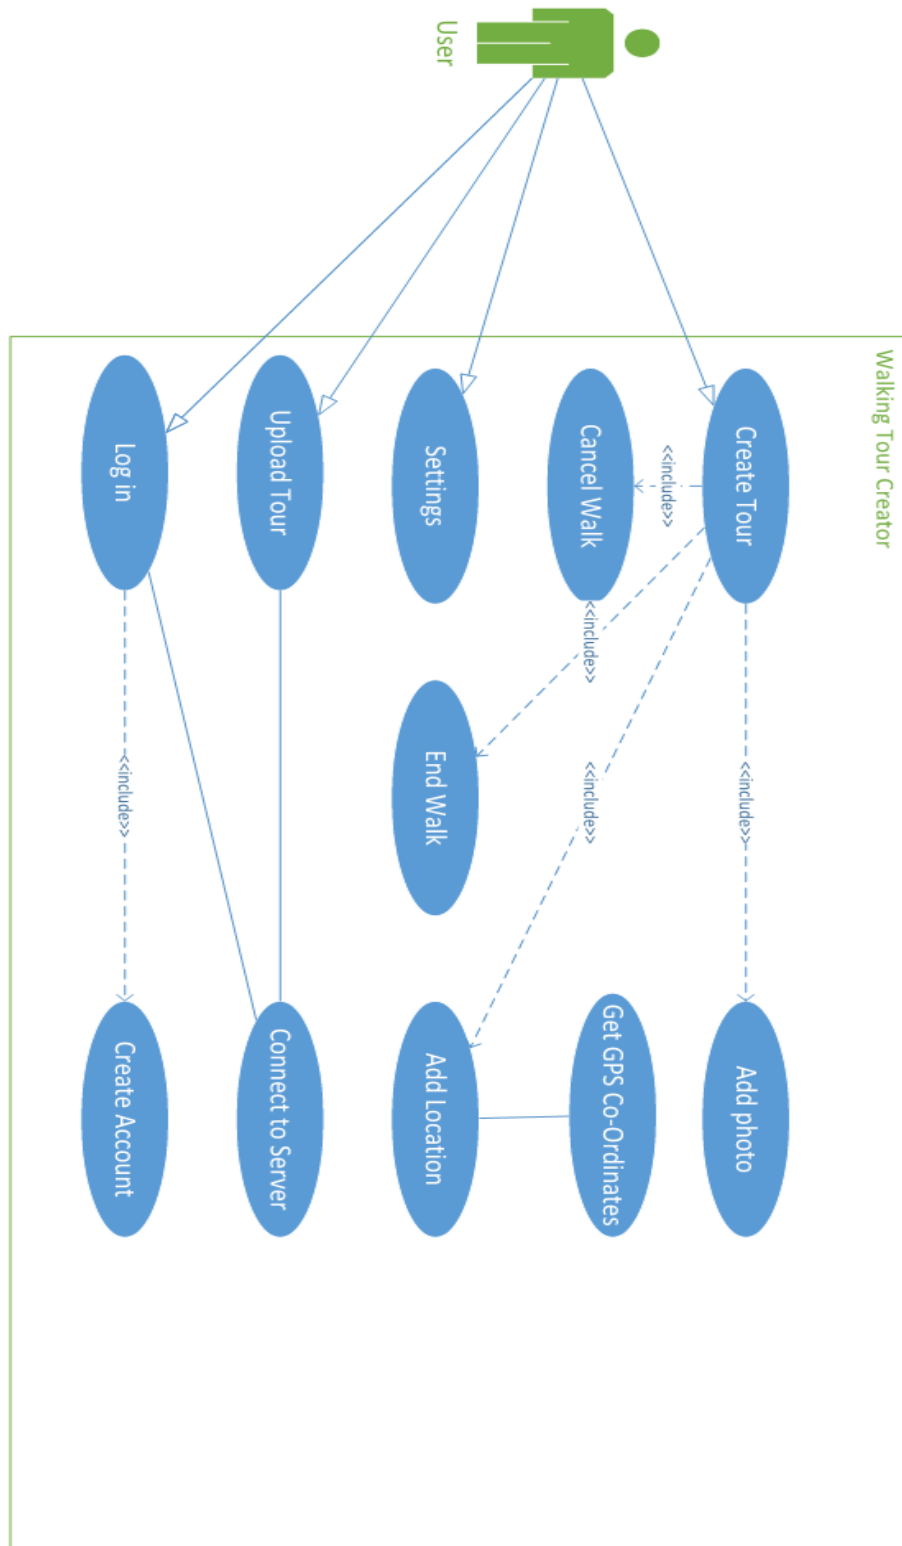 Walking Tour Creator
User
Create Tour
<<include>>
Add photo
<<include>>
Cancel Walk
<<include>>
<<include>>
Get GPS Co-Ordinates
Settings
End Walk
Add Location
Upload Tour
Connect to Server
Log in
<<include>>
Create Account